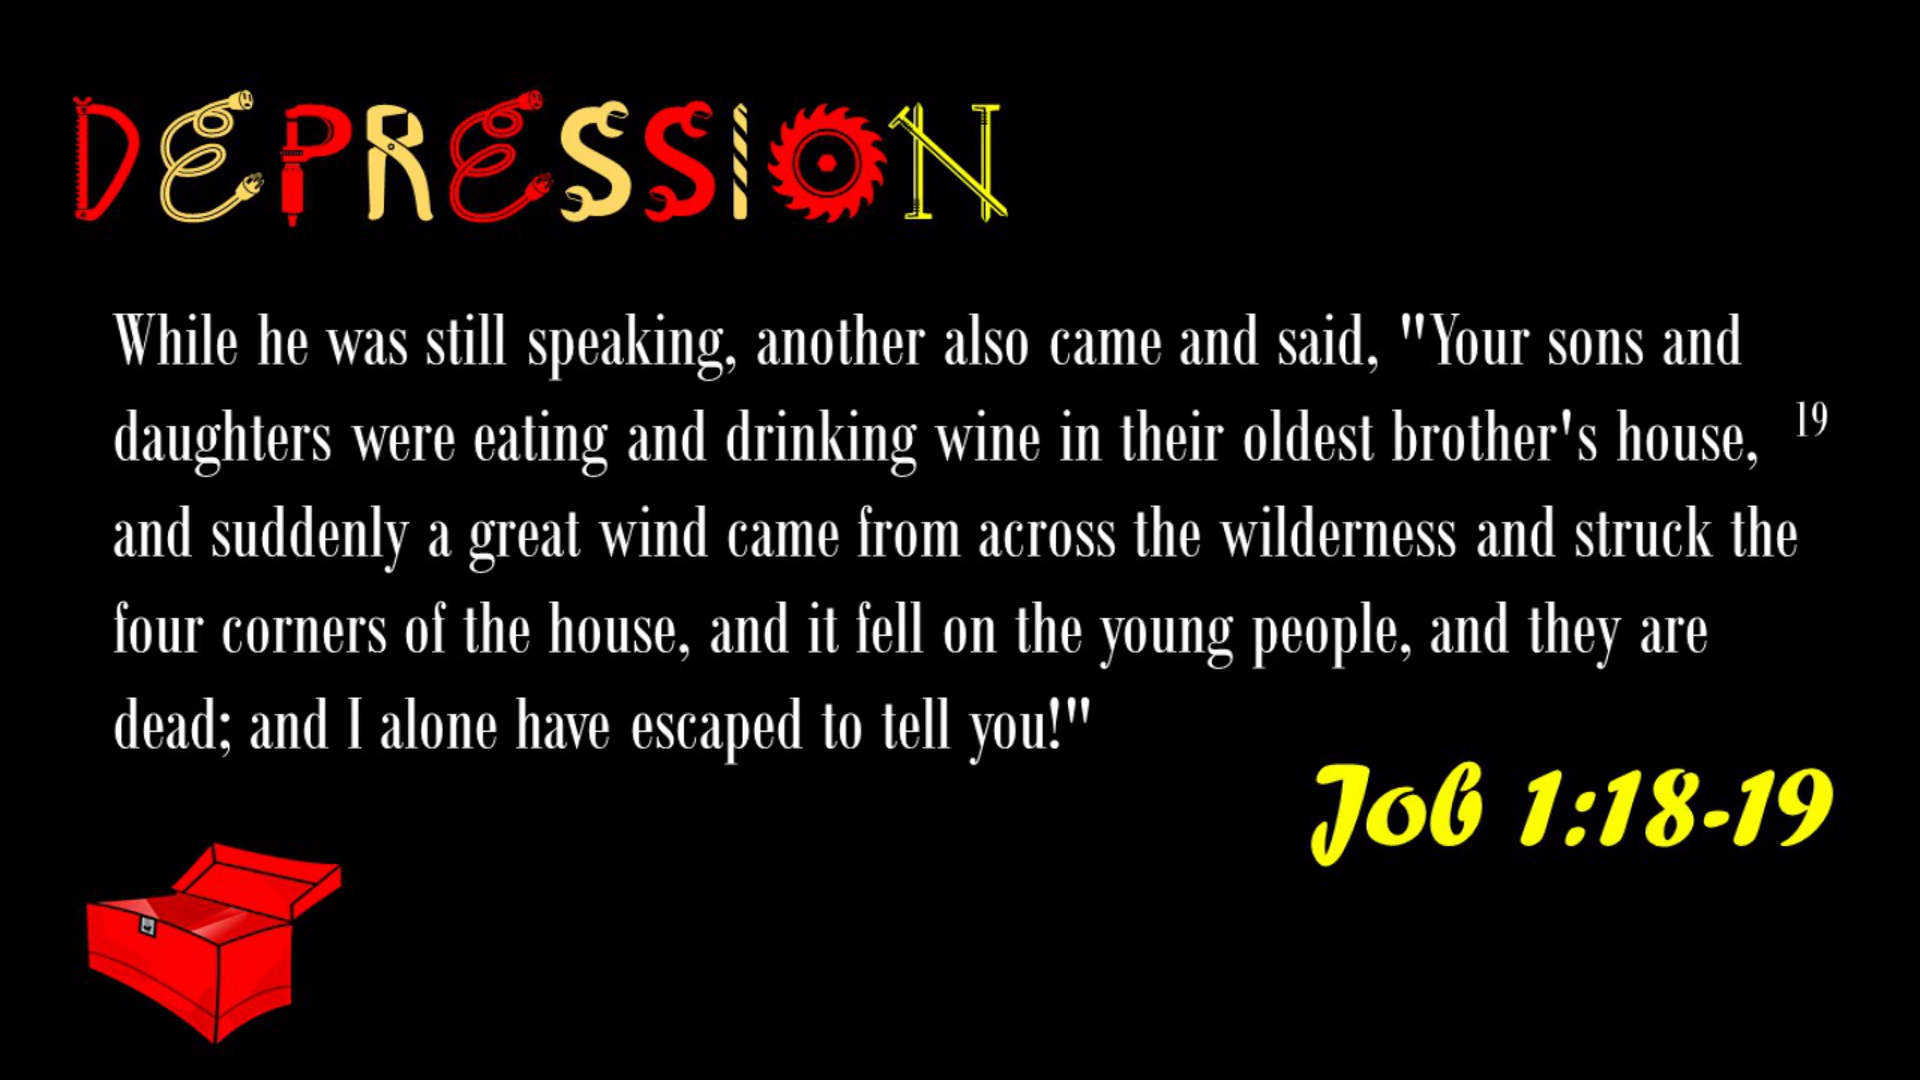 DEPRESSION
While he was still speaking, another also came and said, "Your sons and
daughters were eating and drinking wine in their oldest brother's house, 19
and suddenly a great wind came from across the wilderness and struck the
four corners of the house, and it fell on the young people, and they are
dead; and I alone have escaped to tell you!"
Job 1:18-19